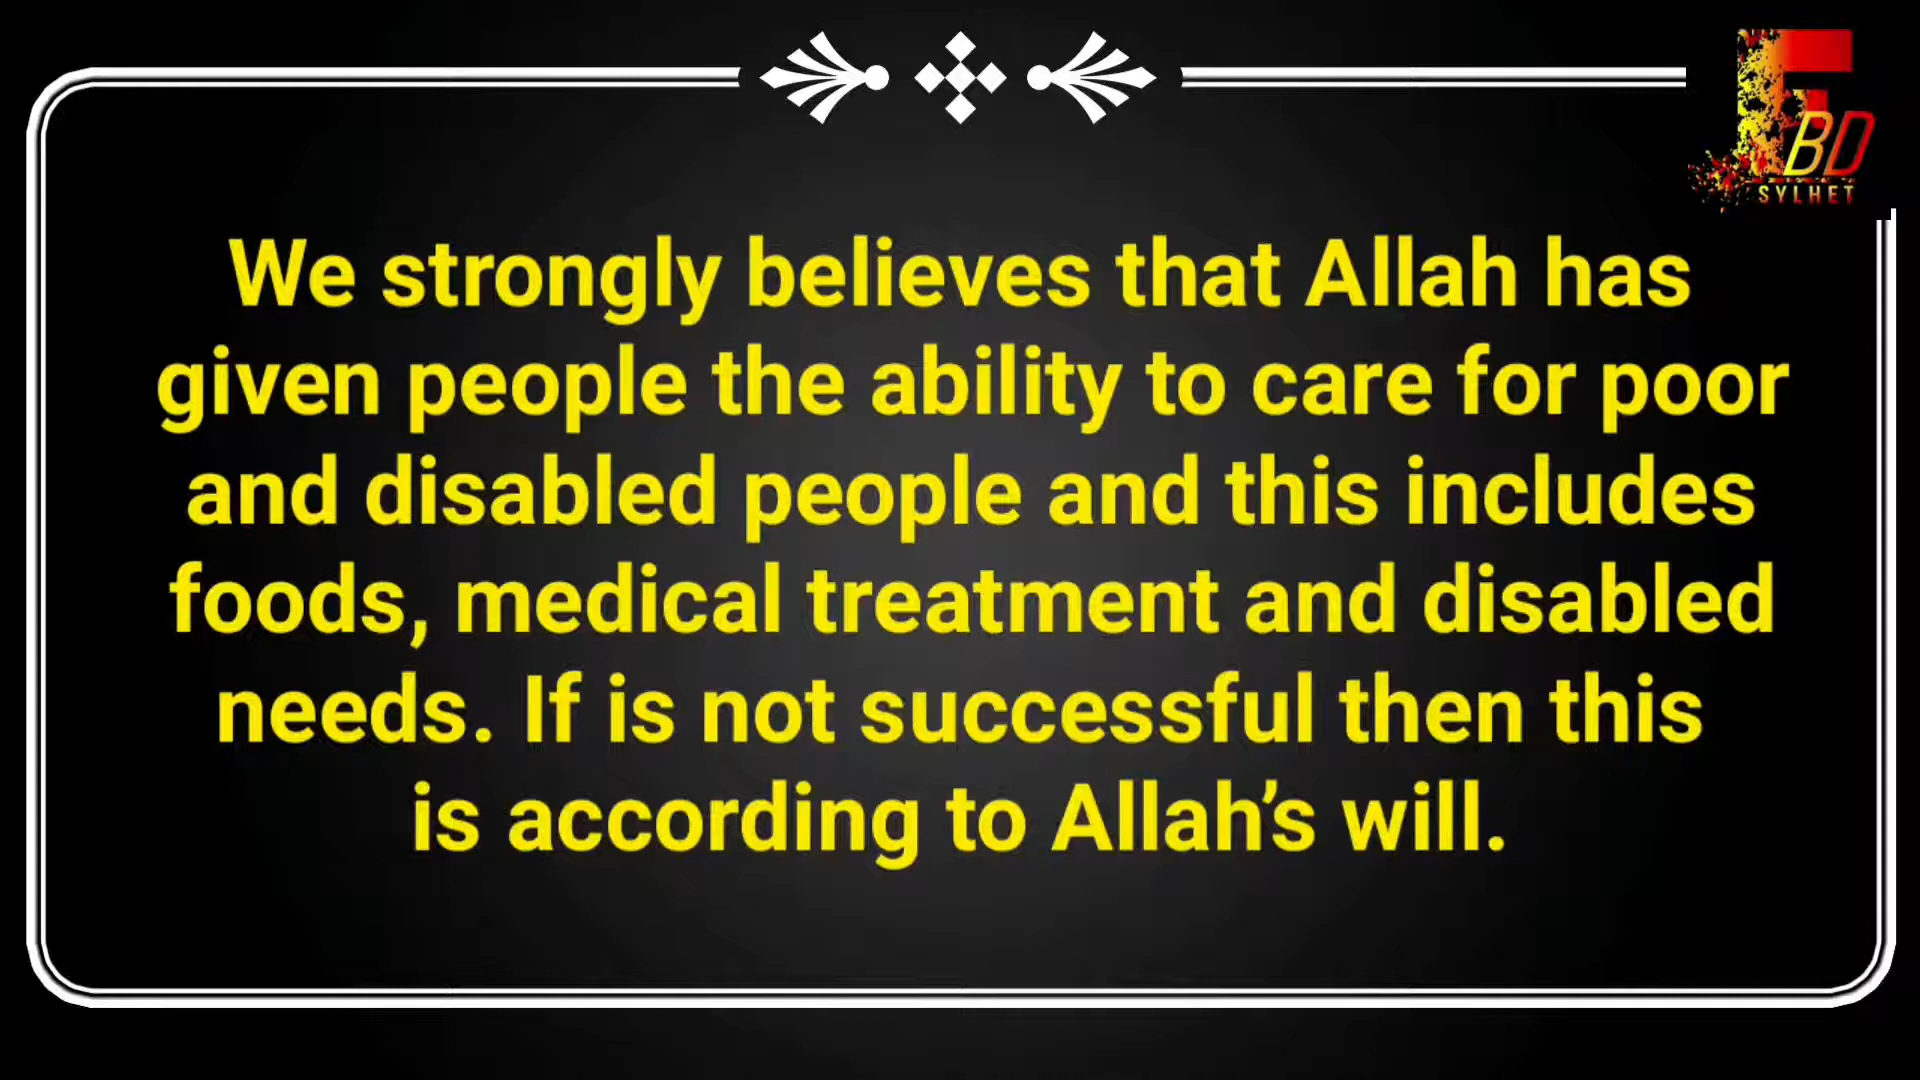 F
BD
SYLHET
We strongly believes that Allah has
given people the ability to care for poor
and disabled people and this includes
foods, medical treatment and disabled
needs. If is not successful then this
is according to Allah’s will.